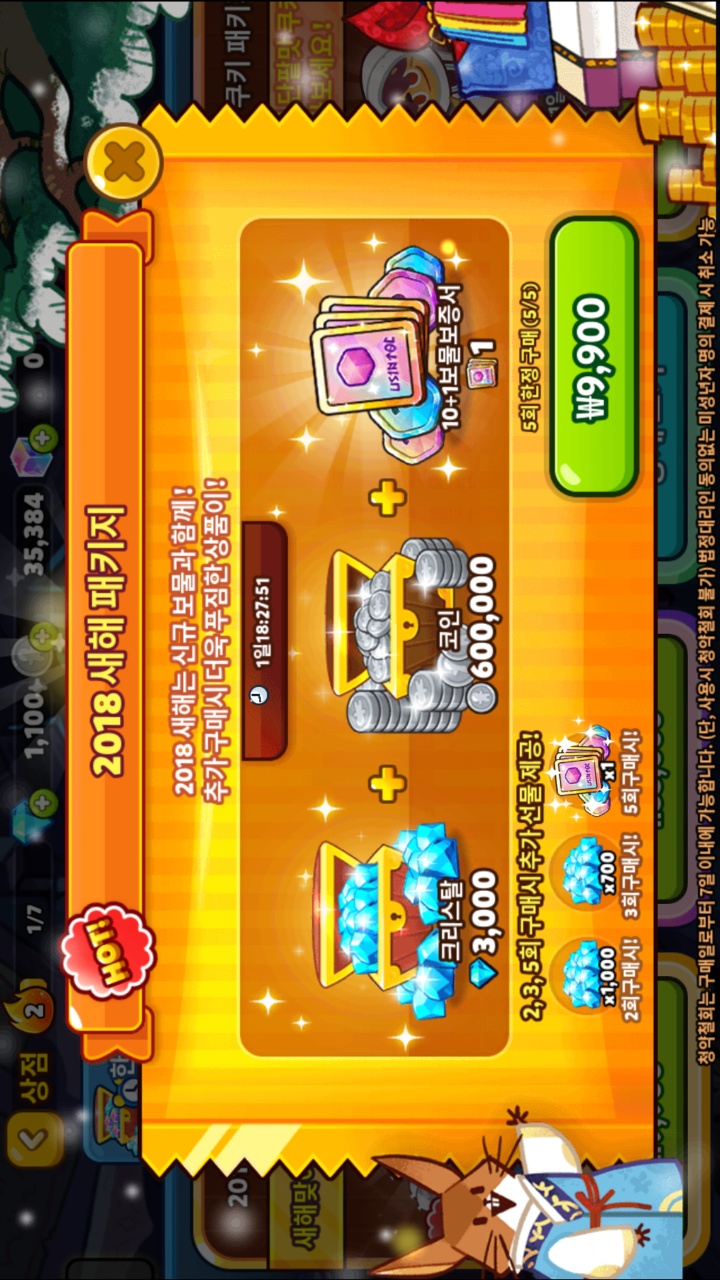 상점
2
1/7
1,100
35,384
0
HOT!
2018 새해 패키지
2018 새해는 신규 보물과 함께!
추가 구매시 더욱 푸짐한 상품이!
1일 18:27:51
크리스탈
3,000
코인
600,000
10+1보물보증서
1
2,3,5회 구매시 추가 선물 제공!
x1,000
x700
x1
2회구매시!
3회구매시!
5회구매시!
5회 한정 구매 (5/5)
₩9,900
쿠키 패키
새해맞
청약철회는 구매일로부터 7일 이내에 가능합니다. (단, 사용시 청약철회 불가) 법정대리인 동의없는 미성년자 명의 결제 시 취소 가능